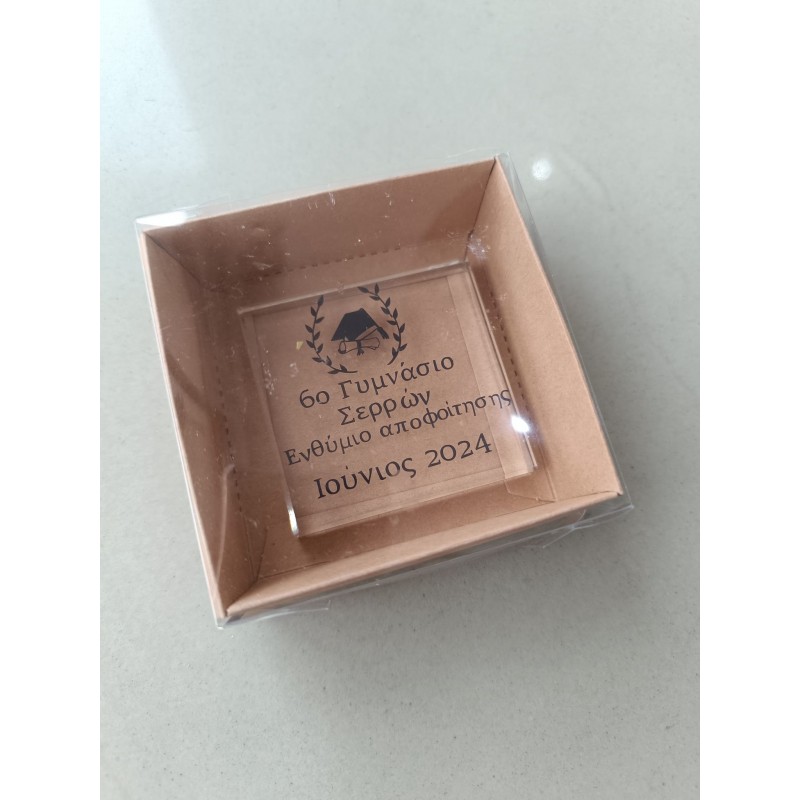 6ο Γυμνάσιο
Σερρών
Ενθύμιο αποφοίτησης
Ιούνιος 2024